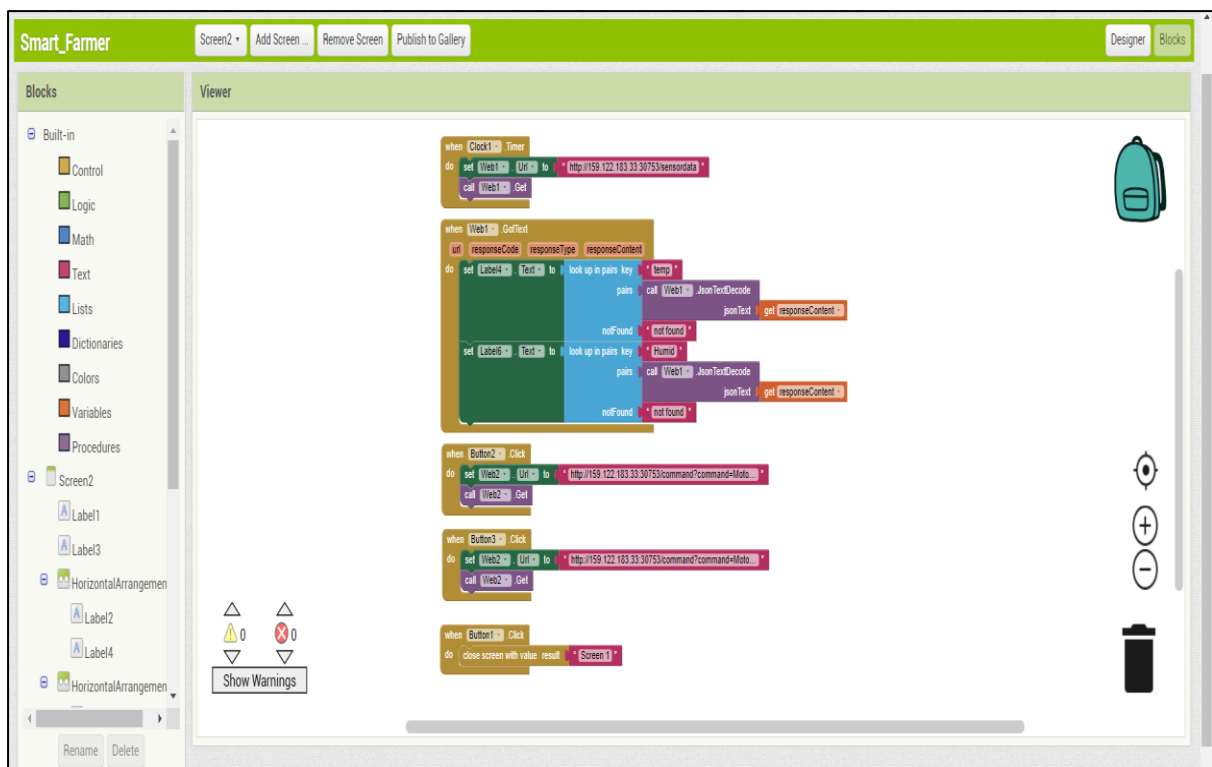 Smart_Farmer
Screen2 Add Screen ... Remove Screen Publish to Gallery
Designer Blocks
Blocks
Viewer
Built-in
Control
Logic
Math
Text
Lists
Dictionaries
Colors
Variables
Procedures
Screen2
Label1
Label3
HorizontalArrangemen
Label2
Label4
HorizontalArrangemen
Rename Delete
when Clock1 .Timer
do set Web1 . Url to " http://159.122.183.33:30753/sensordata "
call Web1 .Get
when Web1 .GotText
url responseCode responseType responseContent
do set Label4 . Text to look up in pairs key " temp "
pairs call Web1 .JsonTextDecode
jsonText get responseContent
notFound " not found "
set Label6 . Text to look up in pairs key " Humid "
pairs call Web1 .JsonTextDecode
jsonText get responseContent
notFound " not found "
when Button2 .Click
do set Web2 . Url to " http://159.122.183.33:30753/command?command=Moto... "
call Web2 .Get
when Button3 .Click
do set Web2 . Url to " http://159.122.183.33:30753/command?command=Moto... "
call Web2 .Get
when Button1 .Click
do close screen with value result " Screen 1 "
0 0
Show Warnings